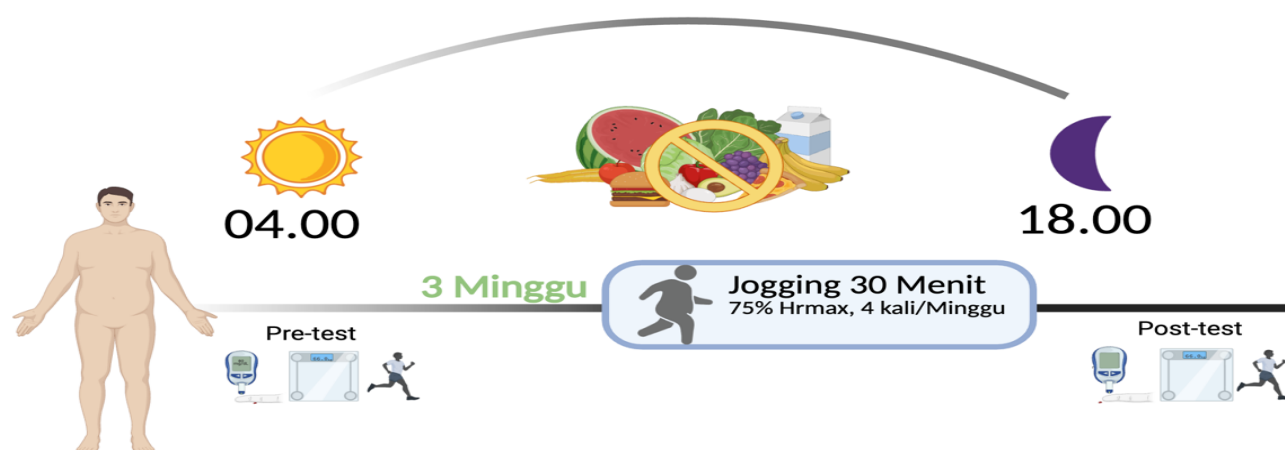 04.00
18.00
3 Minggu
Jogging 30 Menit
75% Hrmax, 4 kali/Minggu
Pre-test
Post-test